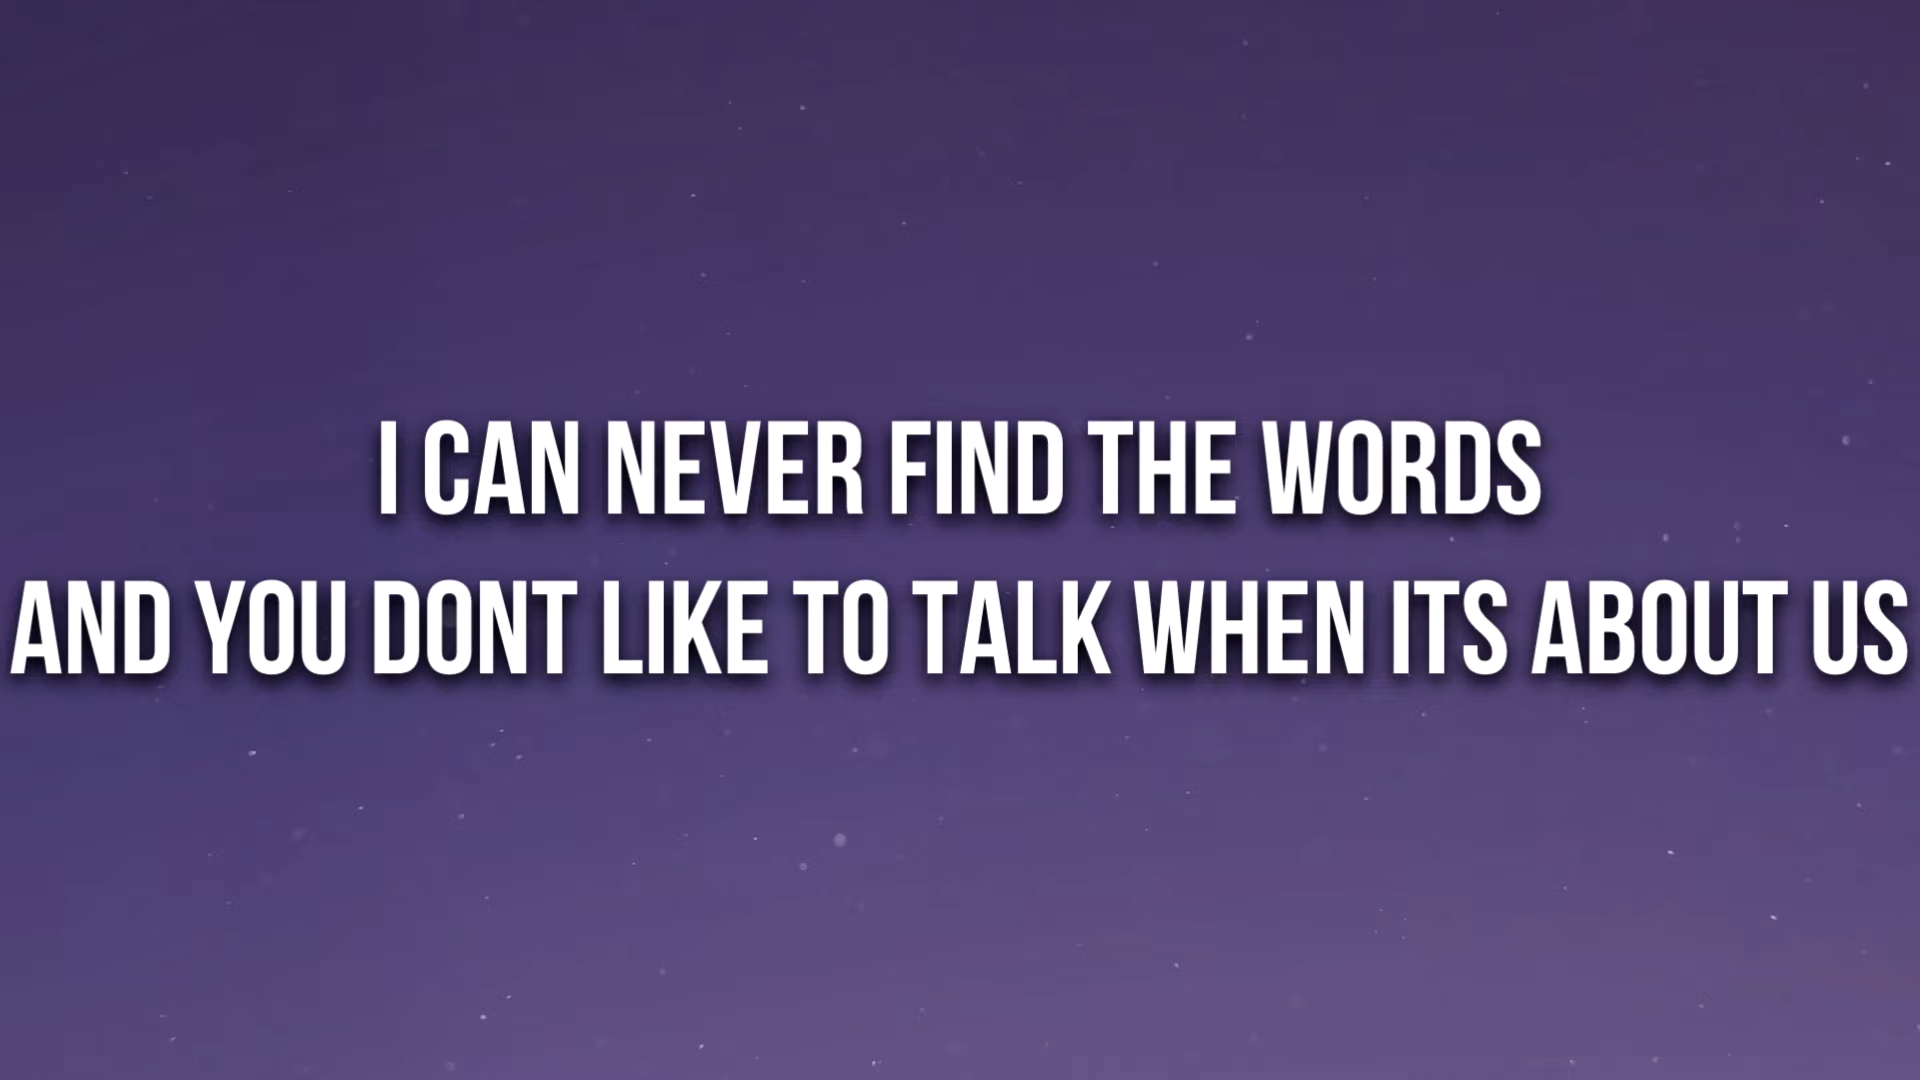 I CAN NEVER FIND THE WORDS
AND YOU DONT LIKE TO TALK WHEN ITS ABOUT US